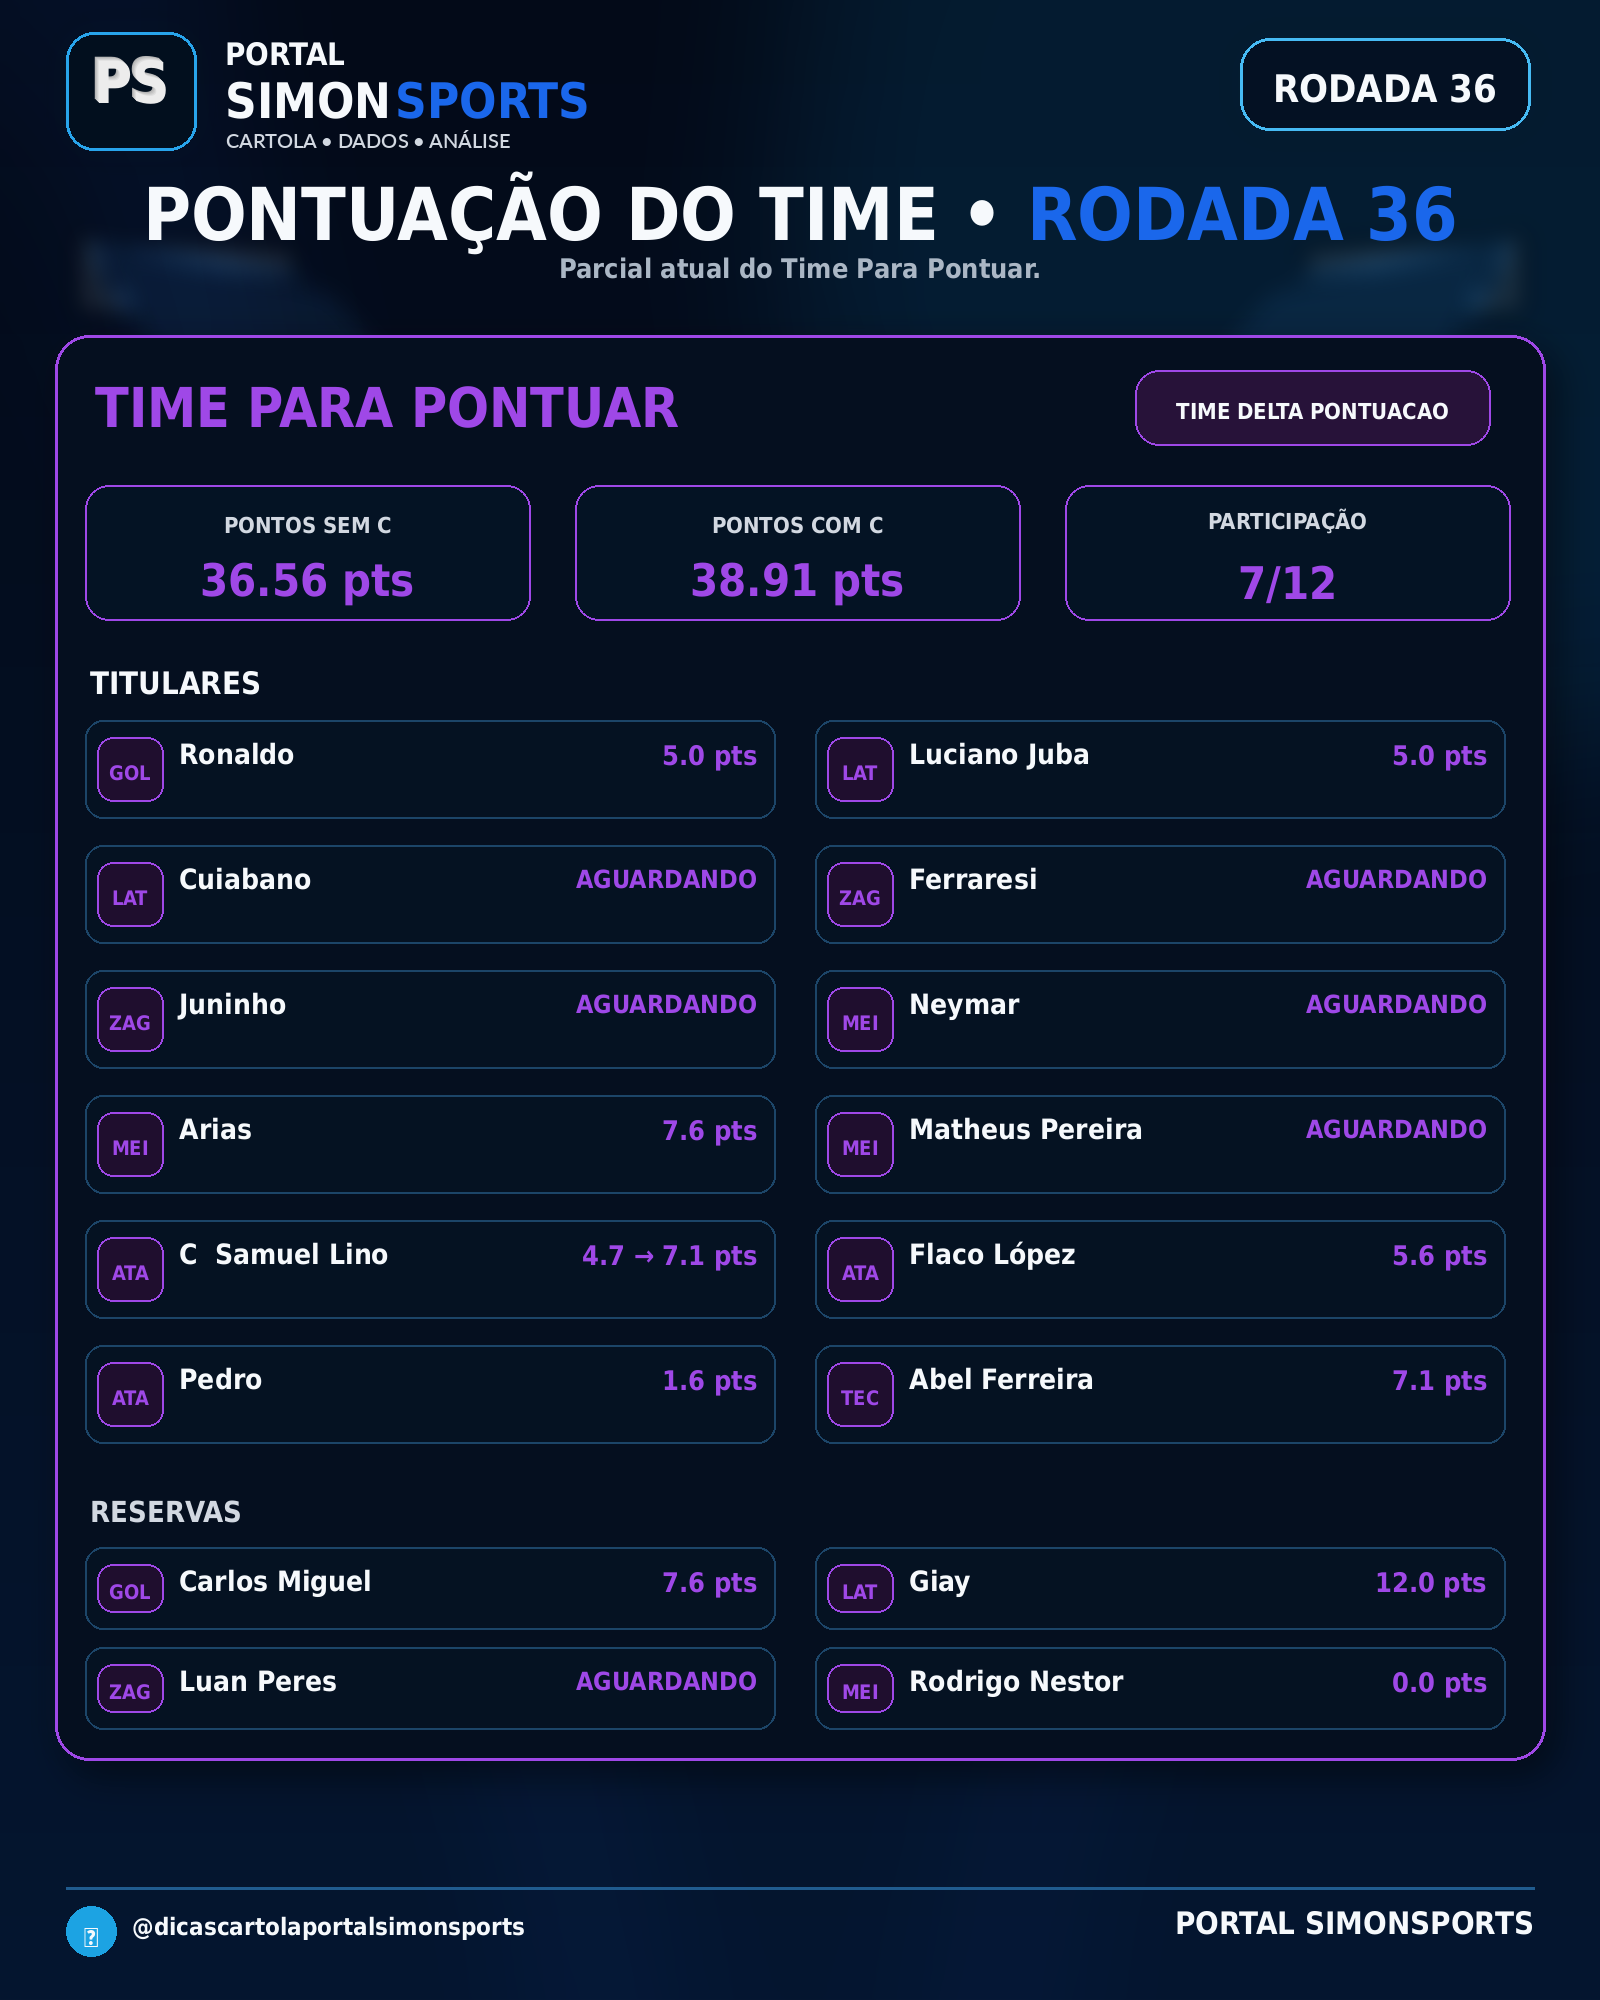 PS
PORTAL
SIMONSPORTS
CARTOLA • DADOS • ANÁLISE
RODADA 36
PONTUAÇÃO DO TIME • RODADA 36
Parcial atual do Time Para Pontuar.
TIME PARA PONTUAR
TIME DELTA PONTUACAO
PONTOS SEM C
36.56 pts
PONTOS COM C
38.91 pts
PARTICIPAÇÃO
7/12
TITULARES
GOL Ronaldo 5.0 pts
LAT Luciano Juba 5.0 pts
LAT Cuiabano AGUARDANDO
ZAG Ferraresi AGUARDANDO
ZAG Juninho AGUARDANDO
MEI Neymar AGUARDANDO
MEI Arias 7.6 pts
MEI Matheus Pereira AGUARDANDO
ATA C Samuel Lino 4.7 → 7.1 pts
ATA Flaco López 5.6 pts
ATA Pedro 1.6 pts
TEC Abel Ferreira 7.1 pts
RESERVAS
GOL Carlos Miguel 7.6 pts
LAT Giay 12.0 pts
ZAG Luan Peres AGUARDANDO
MEI Rodrigo Nestor 0.0 pts
@dicascartolaportalsimonsports
PORTAL SIMONSPORTS